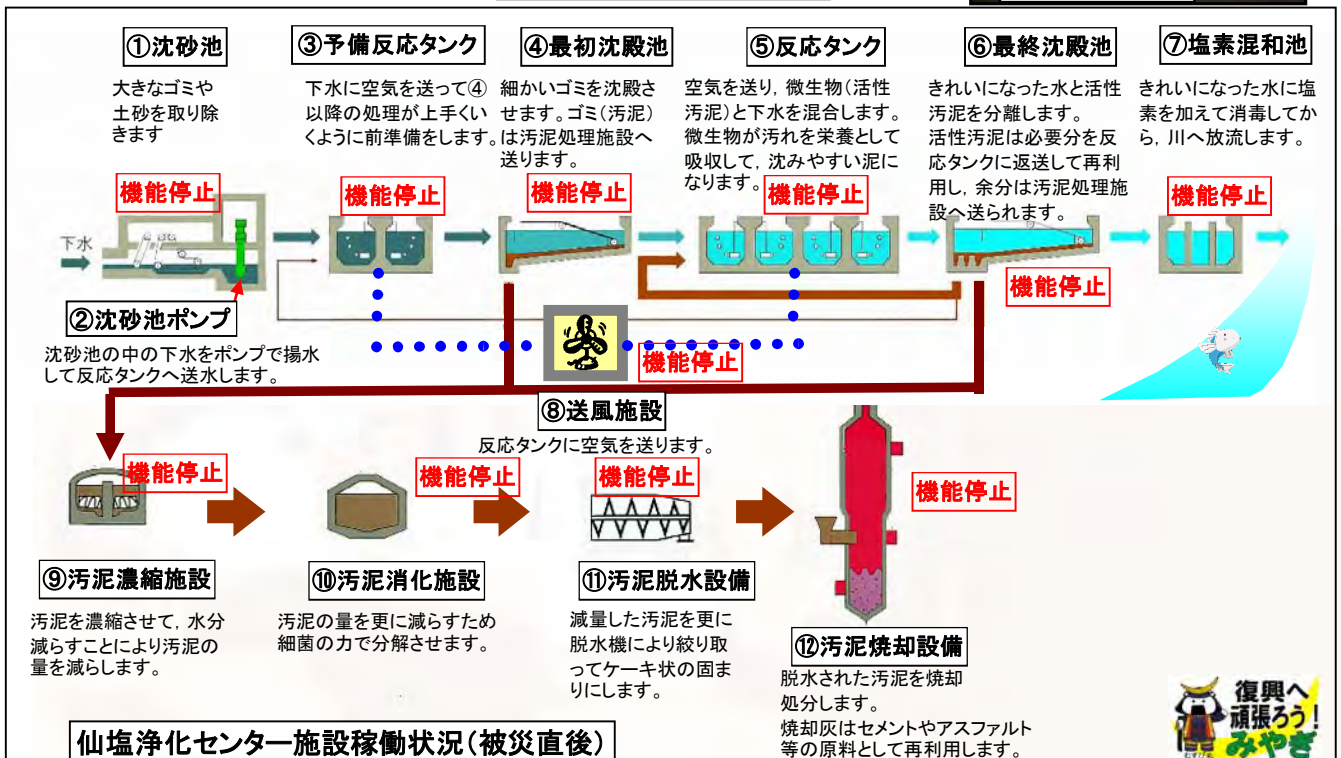 ①沈砂池
大きなゴミや
土砂を取り除
きます
機能停止
下水
②沈砂池ポンプ
沈砂池の中の下水をポンプで揚水
して反応タンクへ送水します。
③予備反応タンク
下水に空気を送って④
以降の処理が上手くい
くように前準備をします。
機能停止
④最初沈殿池
細かいゴミを沈殿さ
せます。ゴミ(汚泥)
は汚泥処理施設へ
送ります。
機能停止
⑤反応タンク
空気を送り,微生物(活性
汚泥)と下水を混合します。
微生物が汚れを栄養として
吸収して,沈みやすい泥に
なります。
機能停止
⑥最終沈殿池
きれいになった水と活性
汚泥を分離します。
活性汚泥は必要分を反
応タンクに返送して再利
用し,余分は汚泥処理施
設へ送られます。
機能停止
⑦塩素混和池
きれいになった水に塩
素を加えて消毒してか
ら,川へ放流します。
機能停止
機能停止
⑧送風施設
反応タンクに空気を送ります。
機能停止
⑨汚泥濃縮施設
汚泥を濃縮させて,水分
減らすことにより汚泥の
量を減らします。
機能停止
⑩汚泥消化施設
汚泥の量を更に減らすため
細菌の力で分解させます。
機能停止
⑪汚泥脱水設備
減量した汚泥を更に
脱水機により絞り取
ってケーキ状の固ま
りにします。
機能停止
⑫汚泥焼却設備
脱水された汚泥を焼却
処分します。
焼却灰はセメントやアスファルト
等の原料として再利用します。
仙塩浄化センター施設稼働状況(被災直後)
復興へ
頑張ろう!
みやぎ